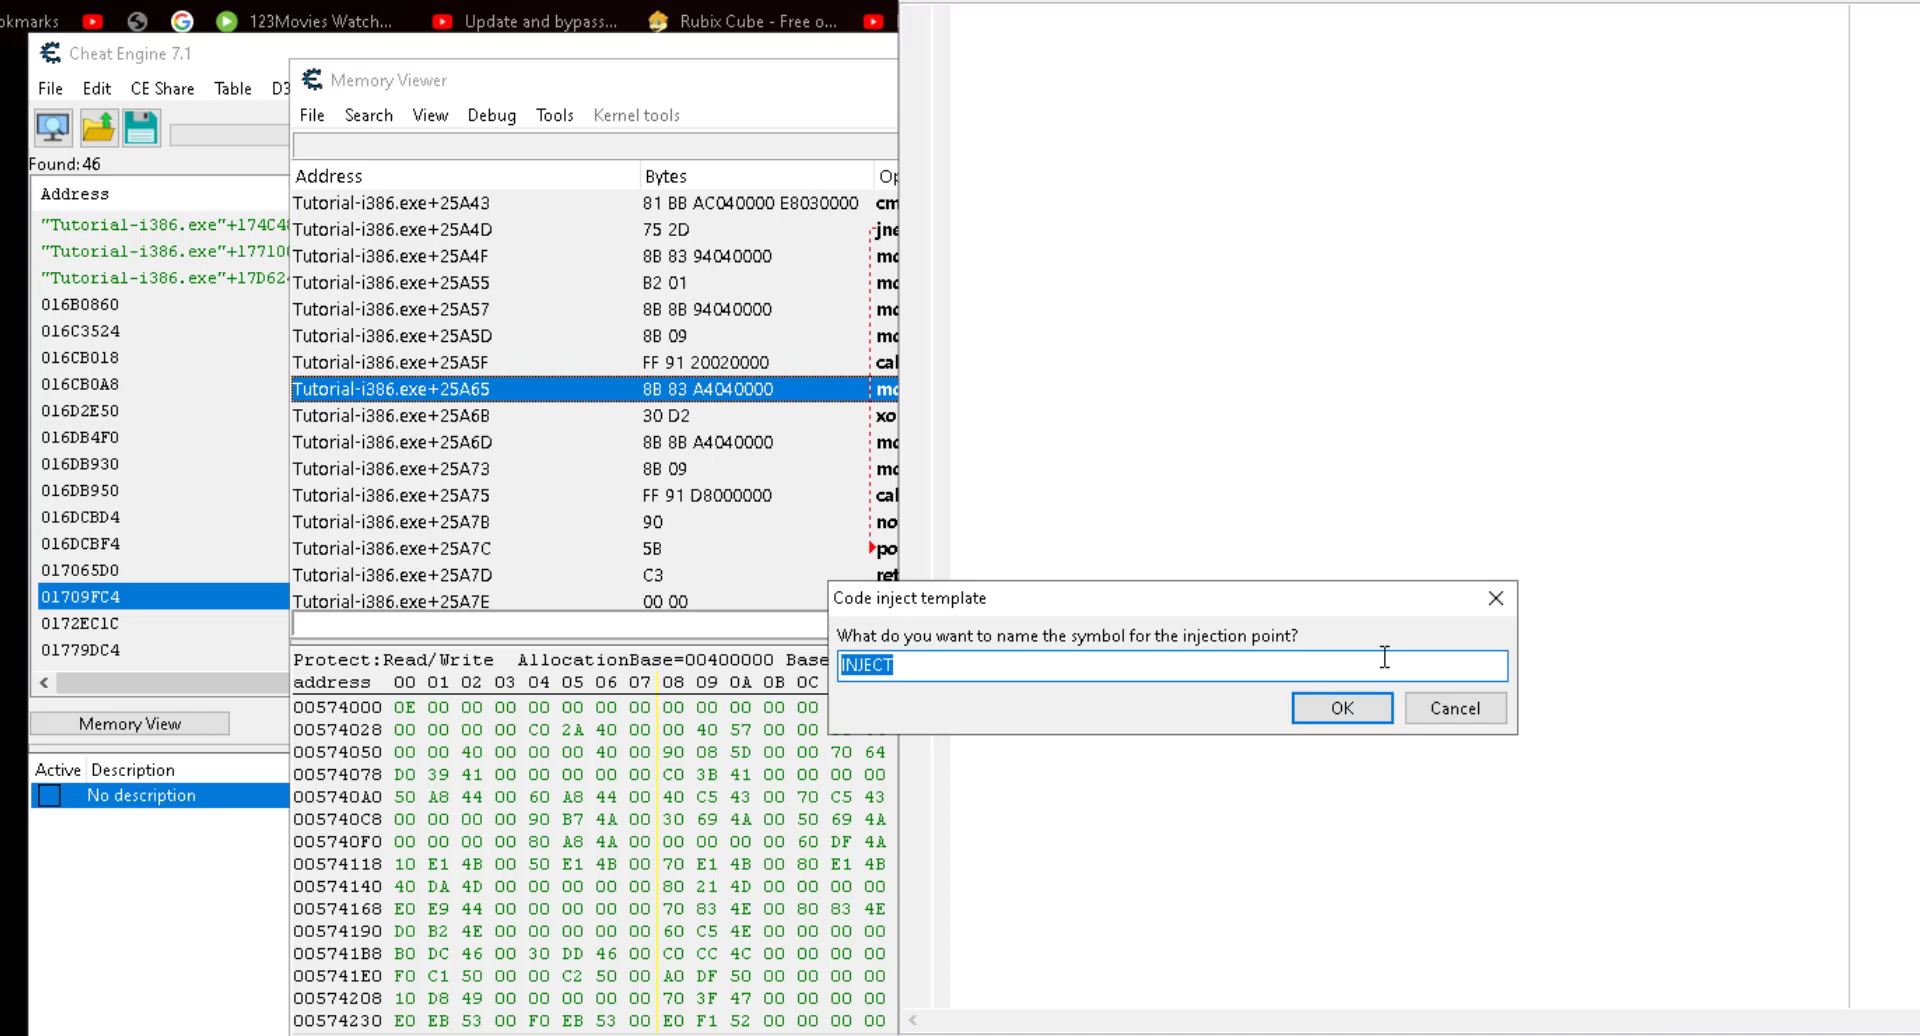 okmarks 123Movies Watch... Update and bypass... Rubix Cube - Free o...
Cheat Engine 7.1
File Edit CE Share Table D3
Found: 46
Address
"Tutorial-i386.exe"+174C48
"Tutorial-i386.exe"+177100
"Tutorial-i386.exe"+17D624
016B0860
016C3524
016CB018
016CB0A8
016D2E50
016DB4F0
016DB930
016DB950
016DCBD4
016DCBF4
017065D0
01709FC4
0172EC1C
01779DC4
Memory View
Active Description
No description
Memory Viewer
File Search View Debug Tools Kernel tools
Address Bytes Op
Tutorial-i386.exe+25A43 81 BB AC040000 E8030000 cm
Tutorial-i386.exe+25A4D 75 2D jne
Tutorial-i386.exe+25A4F 8B 83 94040000 mo
Tutorial-i386.exe+25A55 B2 01 mo
Tutorial-i386.exe+25A57 8B 8B 94040000 mo
Tutorial-i386.exe+25A5D 8B 09 mo
Tutorial-i386.exe+25A5F FF 91 20020000 cal
Tutorial-i386.exe+25A65 8B 83 A4040000 mo
Tutorial-i386.exe+25A6B 30 D2 xo
Tutorial-i386.exe+25A6D 8B 8B A4040000 mo
Tutorial-i386.exe+25A73 8B 09 mo
Tutorial-i386.exe+25A75 FF 91 D8000000 cal
Tutorial-i386.exe+25A7B 90 no
Tutorial-i386.exe+25A7C 5B po
Tutorial-i386.exe+25A7D C3 ret
Tutorial-i386.exe+25A7E 00 00
Protect:Read/Write AllocationBase=00400000 Base
address 00 01 02 03 04 05 06 07 08 09 0A 0B 0C
00574000 0E 00 00 00 00 00 00 00 00 00 00 00 00
00574028 00 00 00 00 C0 2A 40 00 00 40 57 00 00
00574050 00 00 40 00 00 00 40 00 90 08 5D 00 00 70 64
00574078 D0 39 41 00 00 00 00 00 C0 3B 41 00 00 00 00
005740A0 50 A8 44 00 60 A8 44 00 40 C5 43 00 70 C5 43
005740C8 00 00 00 00 90 B7 4A 00 30 69 4A 00 50 69 4A
005740F0 00 00 00 00 80 A8 4A 00 00 00 00 00 60 DF 4A
00574118 10 E1 4B 00 50 E1 4B 00 70 E1 4B 00 80 E1 4B
00574140 40 DA 4D 00 00 00 00 00 80 21 4D 00 00 00 00
00574168 E0 E9 44 00 00 00 00 00 70 83 4E 00 80 83 4E
00574190 D0 B2 4E 00 00 00 00 00 60 C5 4E 00 00 00 00
005741B8 B0 DC 46 00 30 DD 46 00 C0 CC 4C 00 00 00 00
005741E0 F0 C1 50 00 00 C2 50 00 A0 DF 50 00 00 00 00
00574208 10 D8 49 00 00 00 00 00 70 3F 47 00 00 00 00
00574230 E0 EB 53 00 F0 EB 53 00 E0 F1 52 00 00 00 00
Code inject template
What do you want to name the symbol for the injection point?
INJECT
OK Cancel